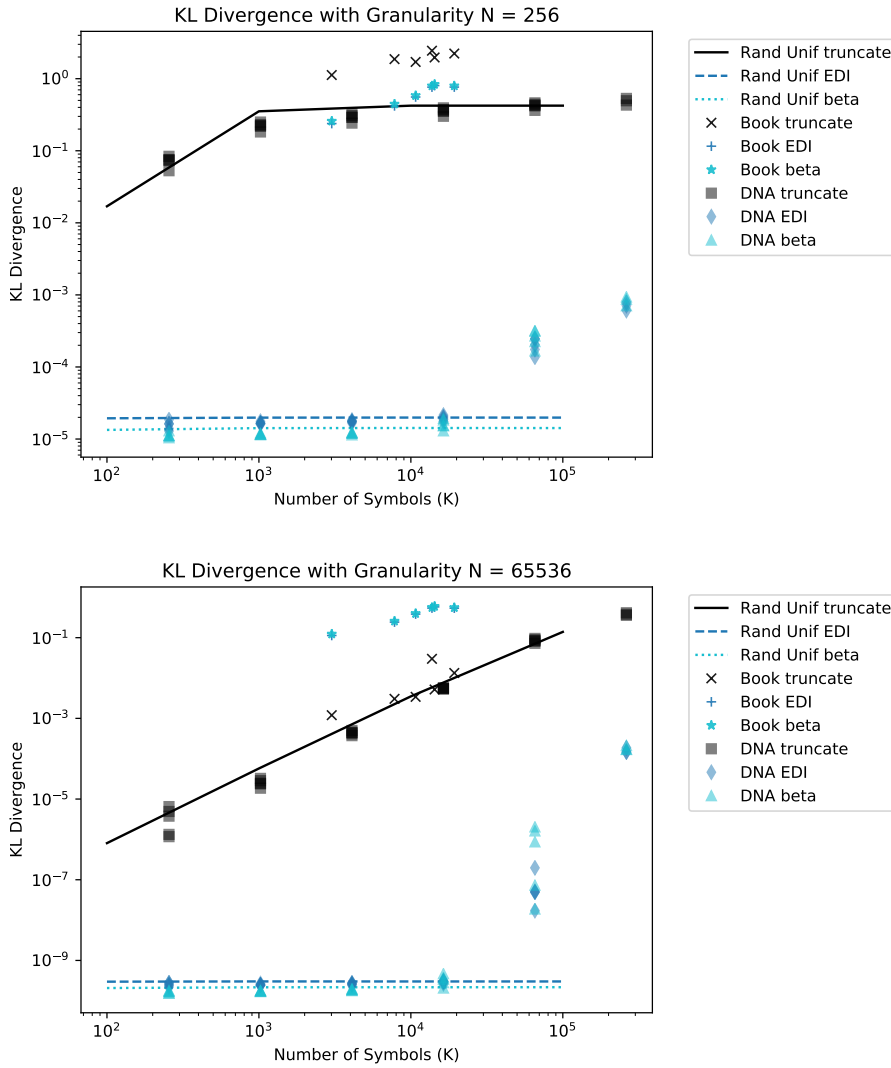 KL Divergence with Granularity N = 256
KL Divergence
10^0
10^-1
10^-2
10^-3
10^-4
10^-5
10^2
10^3
10^4
10^5
Number of Symbols (K)
Rand Unif truncate
Rand Unif EDI
Rand Unif beta
Book truncate
Book EDI
Book beta
DNA truncate
DNA EDI
DNA beta
KL Divergence with Granularity N = 65536
KL Divergence
10^-1
10^-3
10^-5
10^-7
10^-9
10^2
10^3
10^4
10^5
Number of Symbols (K)
Rand Unif truncate
Rand Unif EDI
Rand Unif beta
Book truncate
Book EDI
Book beta
DNA truncate
DNA EDI
DNA beta